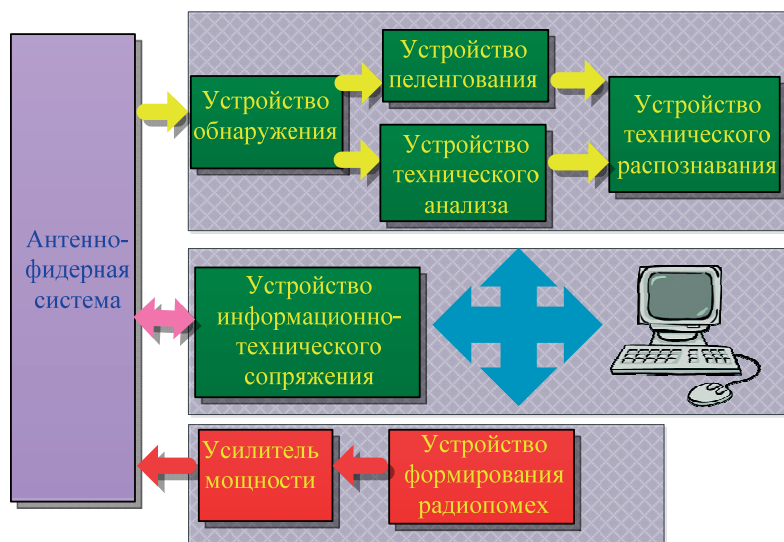 Антенно-
фидерная
система
Устройство
обнаружения
Устройство
пеленгования
Устройство
технического
анализа
Устройство
технического
распознавания
Устройство
информационно-
технического
сопряжения
Усилитель
мощности
Устройство
формирования
радиопомех